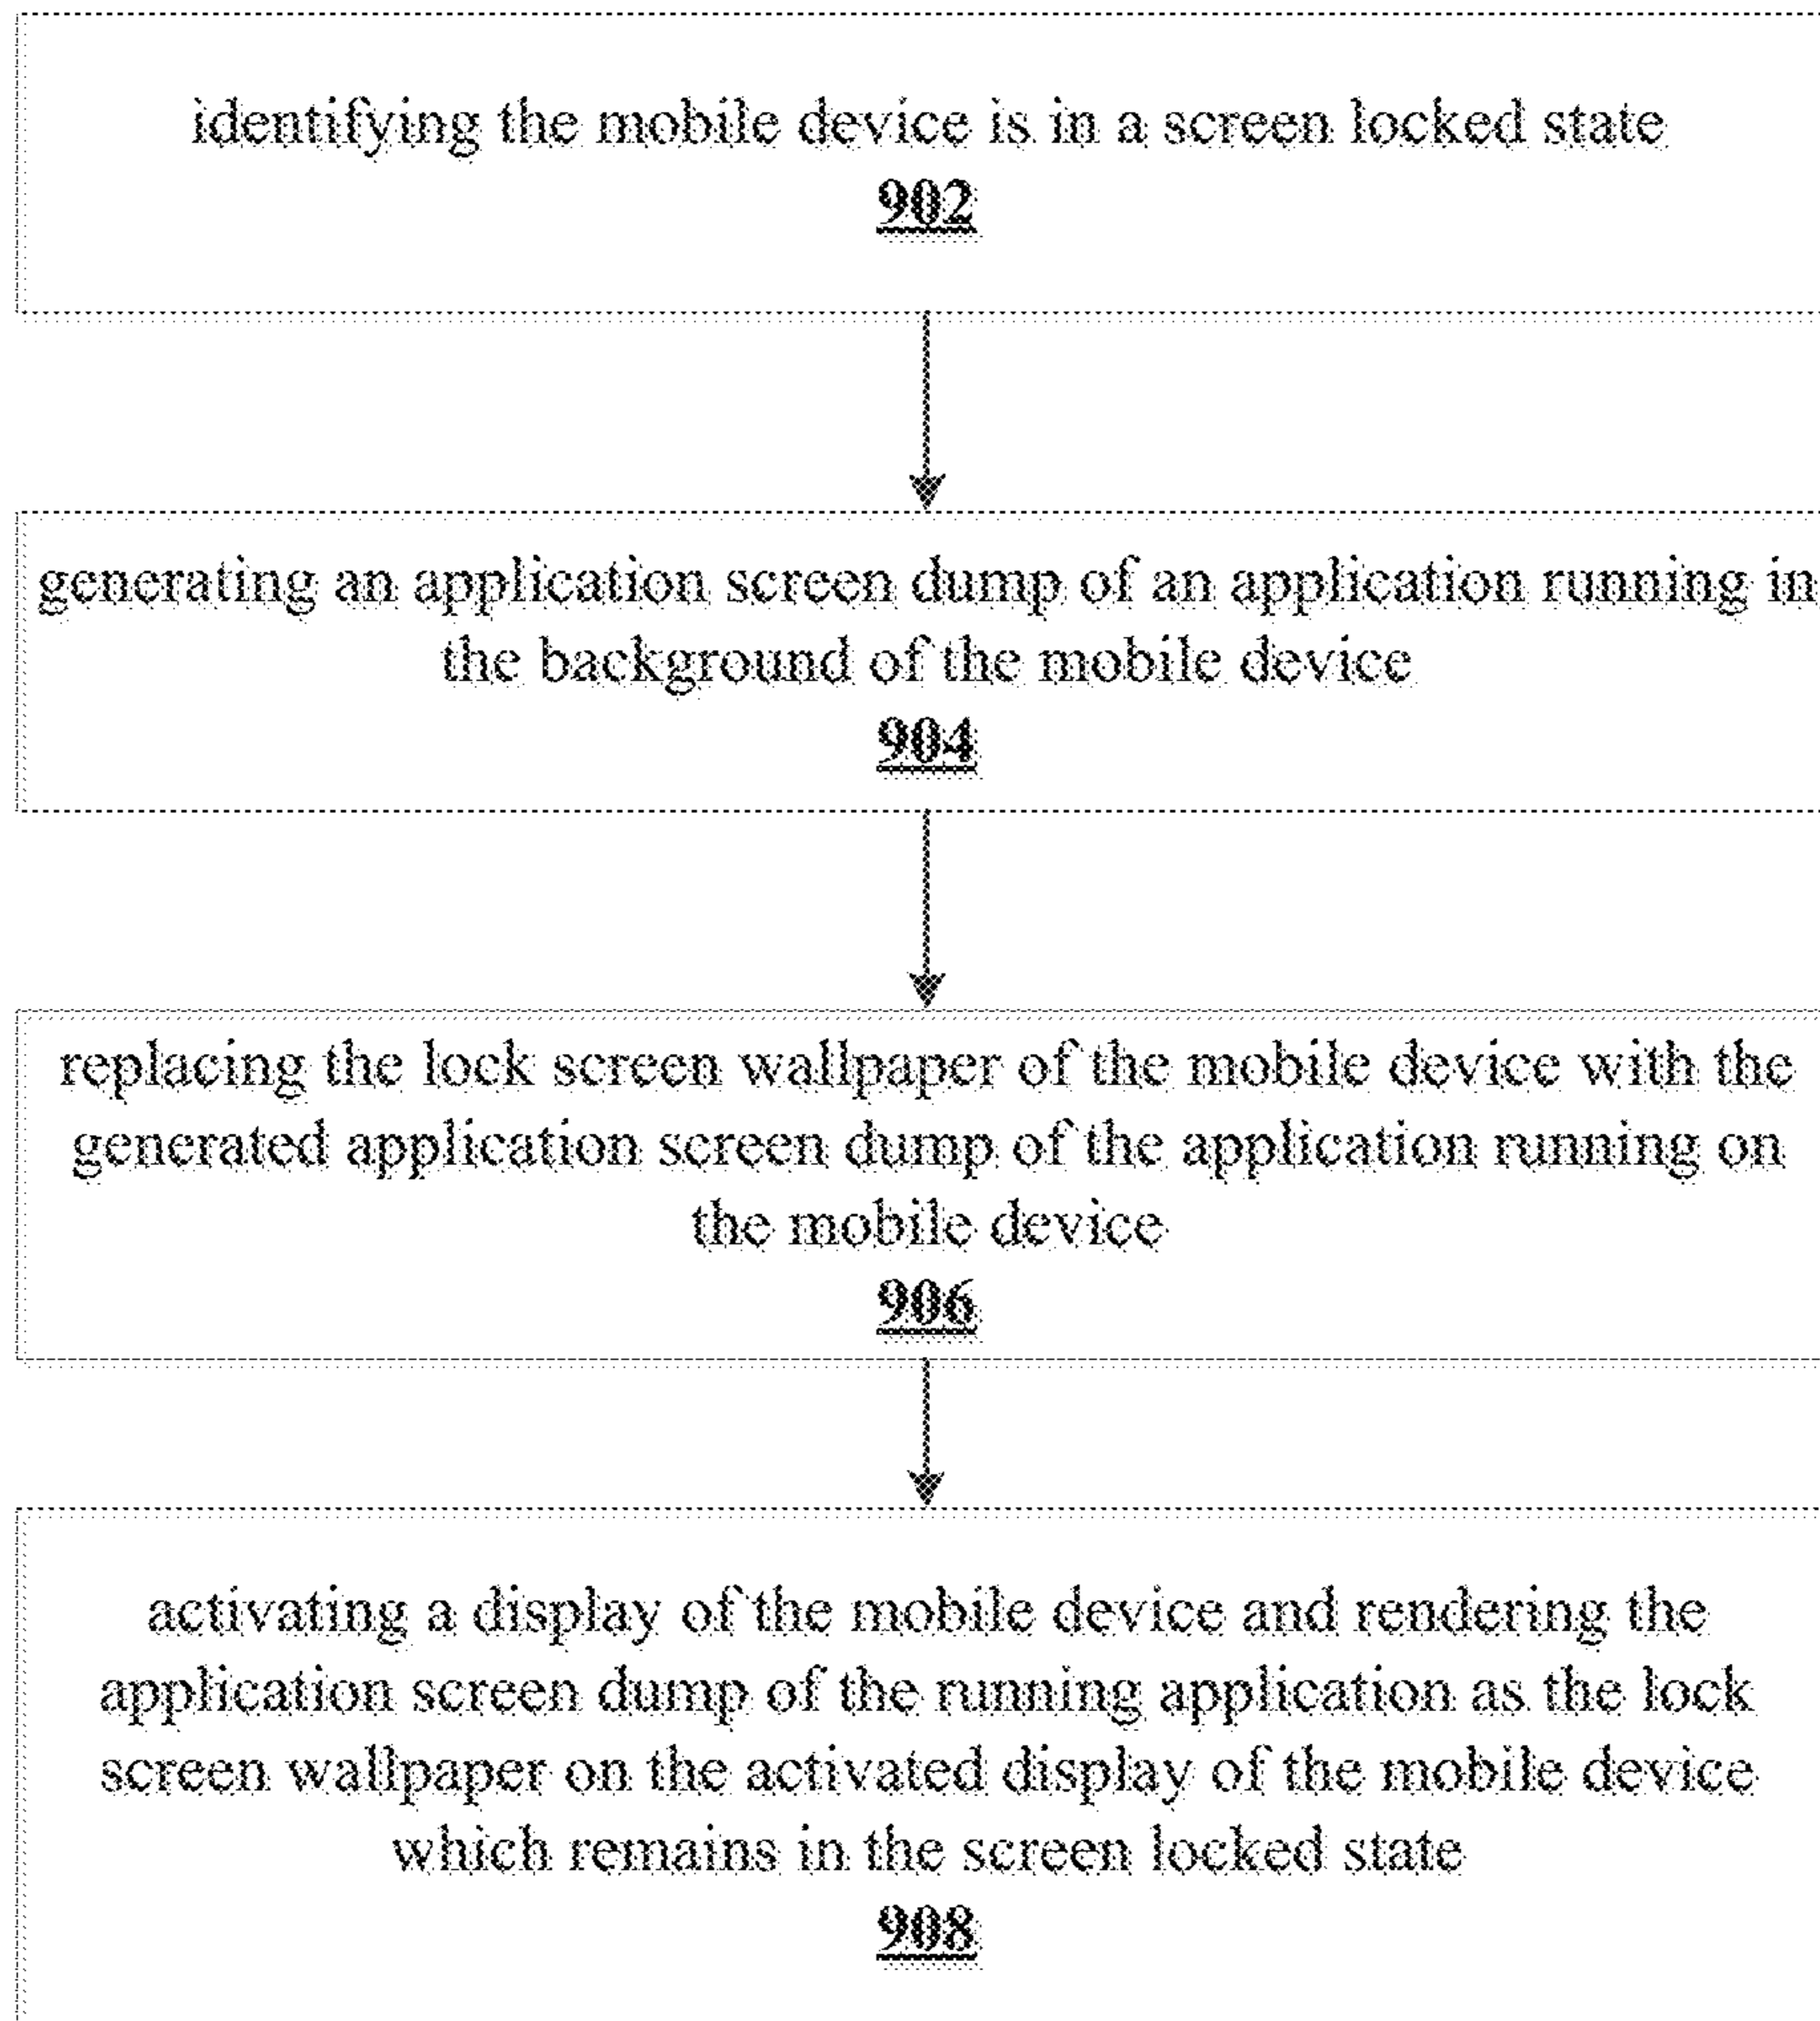 identifying the mobile device is in a screen locked state
902
generating an application screen dump of an application running in
the background of the mobile device
904
replacing the lock screen wallpaper of the mobile device with the
generated application screen dump of the application running on
the mobile device
906
activating a display of the mobile device and rendering the
application screen dump of the running application as the lock
screen wallpaper on the activated display of the mobile device
which remains in the screen locked state
908